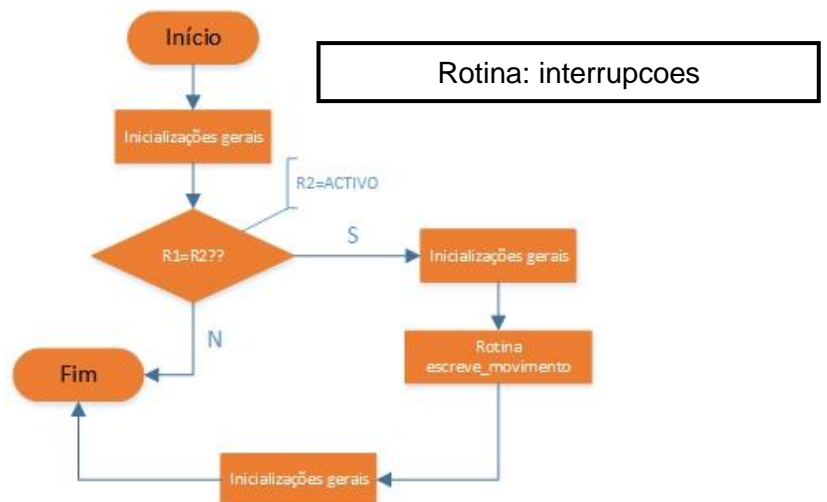 Início
Rotina: interrupcoes
Inicializações gerais
R2=ACTIVO
R1=R2??
S
Inicializações gerais
N
Rotina
escreve_movimento
Fim
Inicializações gerais